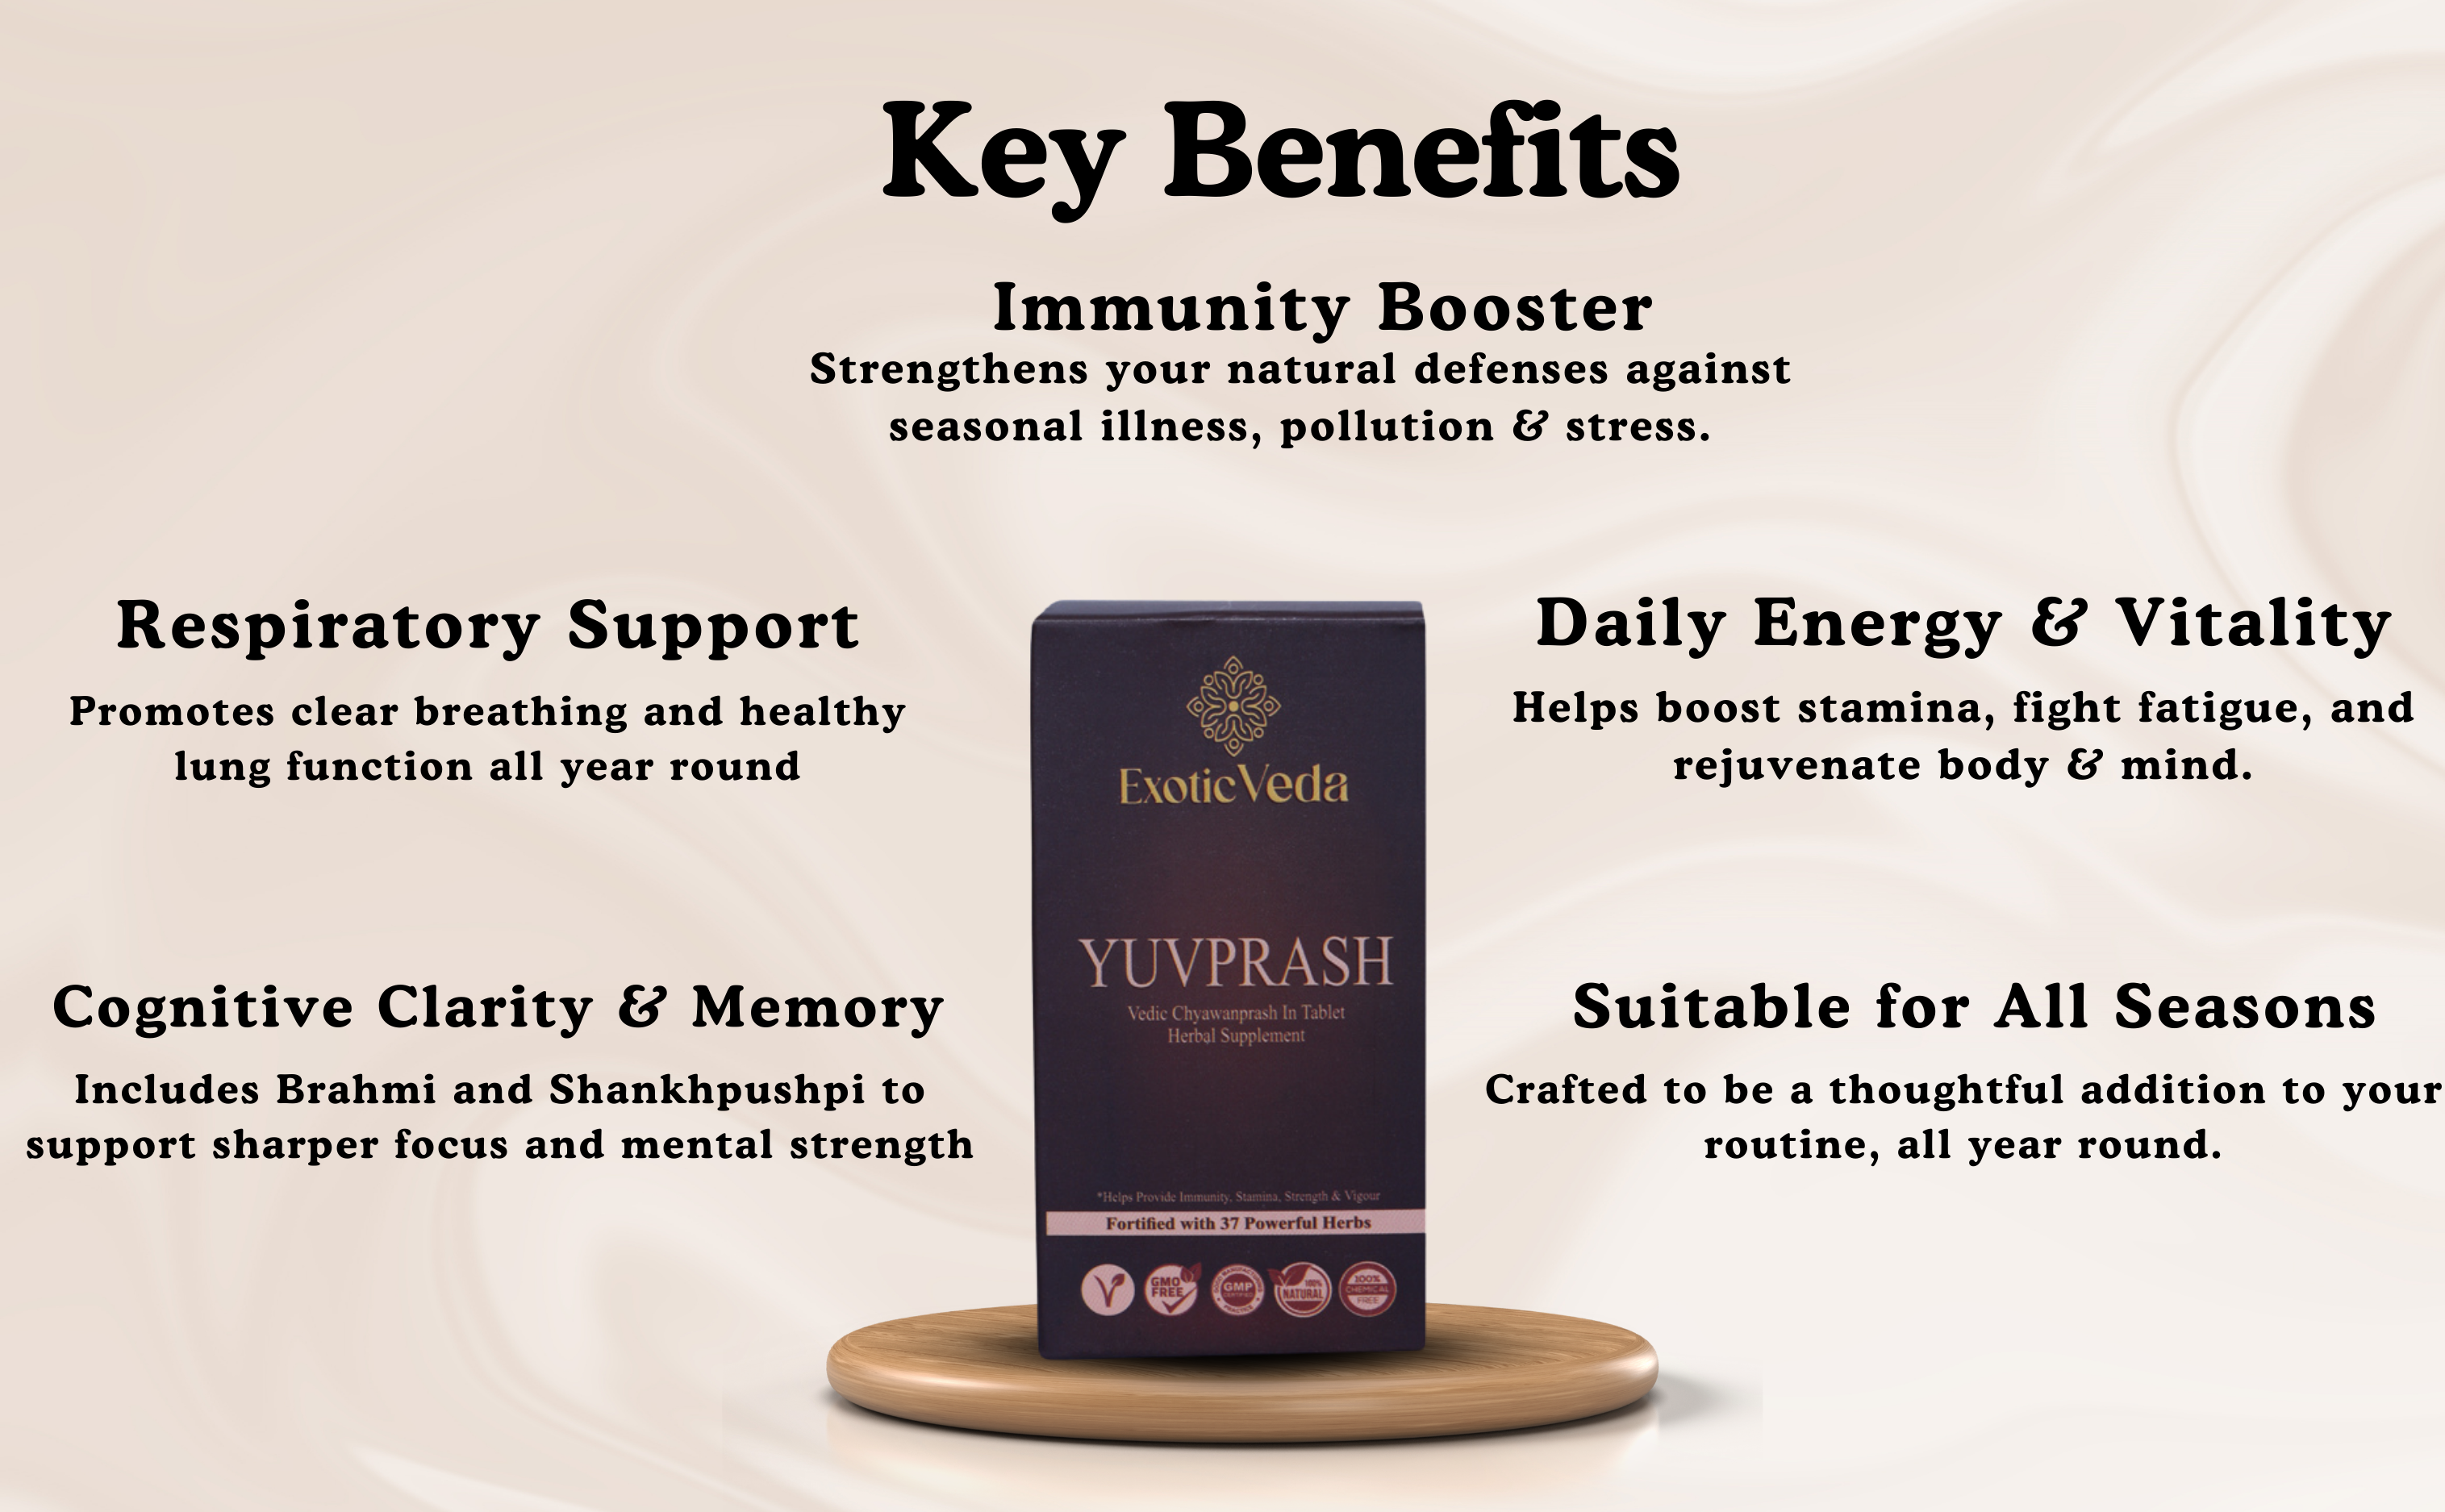 Key Benefits
Immunity Booster
Strengthens your natural defenses against
seasonal illness, pollution & stress.
Respiratory Support
Promotes clear breathing and healthy
lung function all year round
Daily Energy & Vitality
Helps boost stamina, fight fatigue, and
rejuvenate body & mind.
Cognitive Clarity & Memory
Includes Brahmi and Shankhpushpi to
support sharper focus and mental strength
Suitable for All Seasons
Crafted to be a thoughtful addition to your
routine, all year round.
ExoticVeda
YUVPRASH
Vedic Chyawanprash In Tablet
Herbal Supplement
*Helps Provide Immunity, Stamina, Strength & Vigour
Fortified with 37 Powerful Herbs
GMO
FREE
GOOD MANUFACTURING
GMP
CERTIFIED
PRACTICE
100%
NATURAL
100%
CHEMICAL
FREE